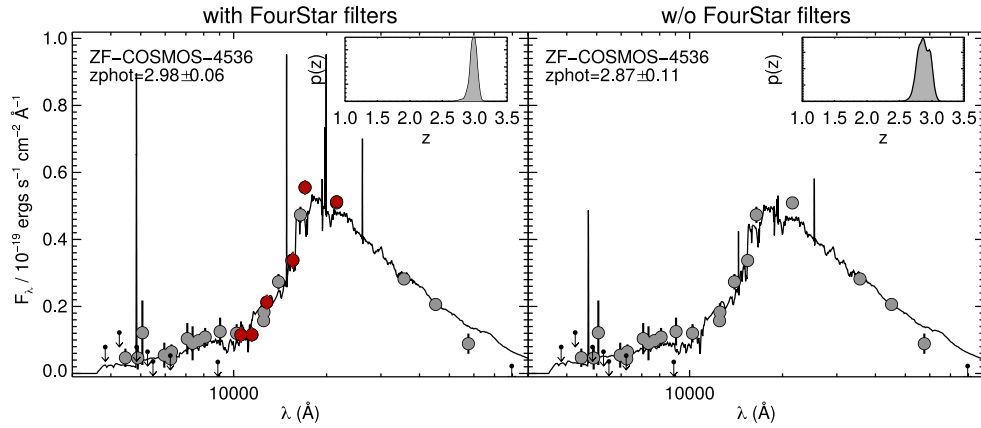 with FourStar filters
w/o FourStar filters
ZF-COSMOS-4536
zphot=2.98±0.06
p(z)
1.0 1.5 2.0 2.5 3.0 3.5
z
ZF-COSMOS-4536
zphot=2.87±0.11
p(z)
1.0 1.5 2.0 2.5 3.0 3.5
z
F_λ / 10⁻¹⁹ ergs s⁻¹ cm⁻² Å⁻¹
1.0
0.8
0.6
0.4
0.2
0.0
10000
λ (Å)
10000
λ (Å)